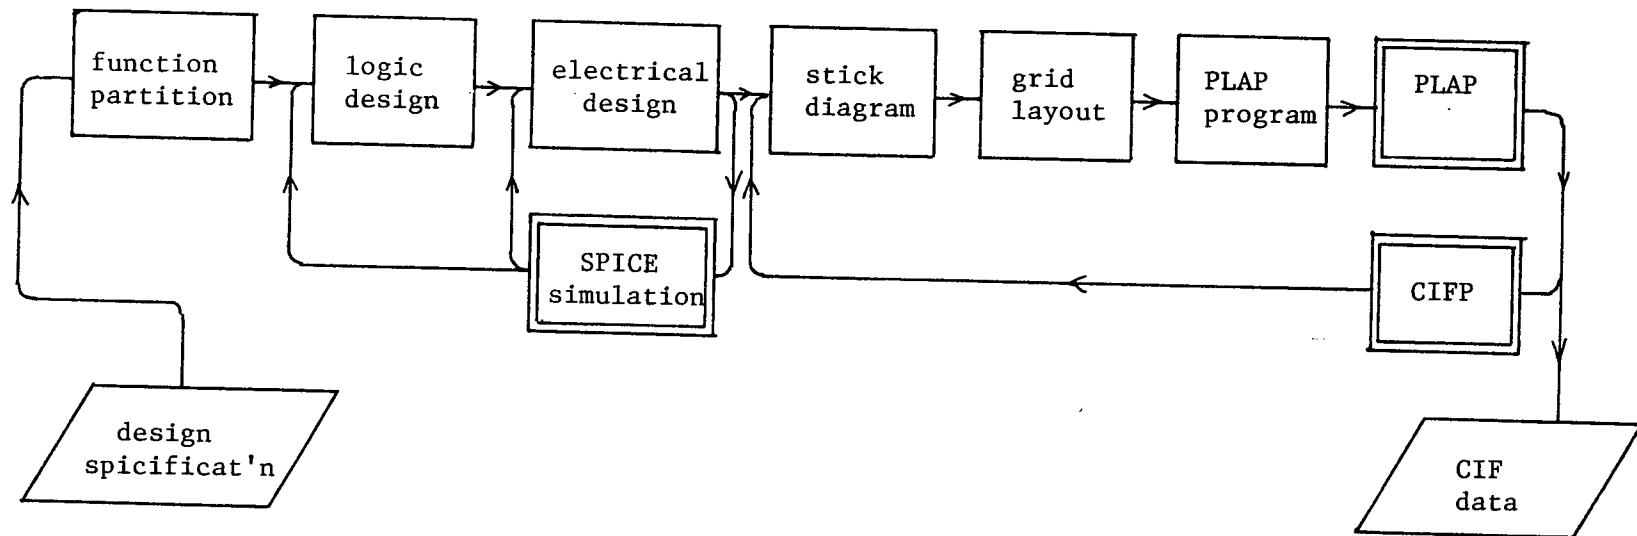 function
partition
logic
design
electrical
design
stick
diagram
grid
layout
PLAP
program
PLAP
SPICE
simulation
CIFP
design
spicificat'n
CIF
data